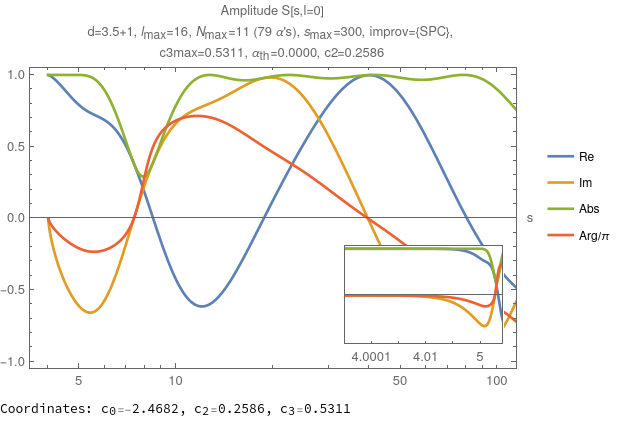 Amplitude S[s,l=0]
d=3.5+1, lmax=16, Nmax=11 (79 α's), smax=300, improv={SPC},
c3max=0.5311, αth=0.0000, c2=0.2586
1.0
0.5
0.0
−0.5
−1.0
s
Re
Im
Abs
Arg/π
4.0001 4.01 5
5 10 50 100
Coordinates: c0=-2.4682, c2=0.2586, c3=0.5311